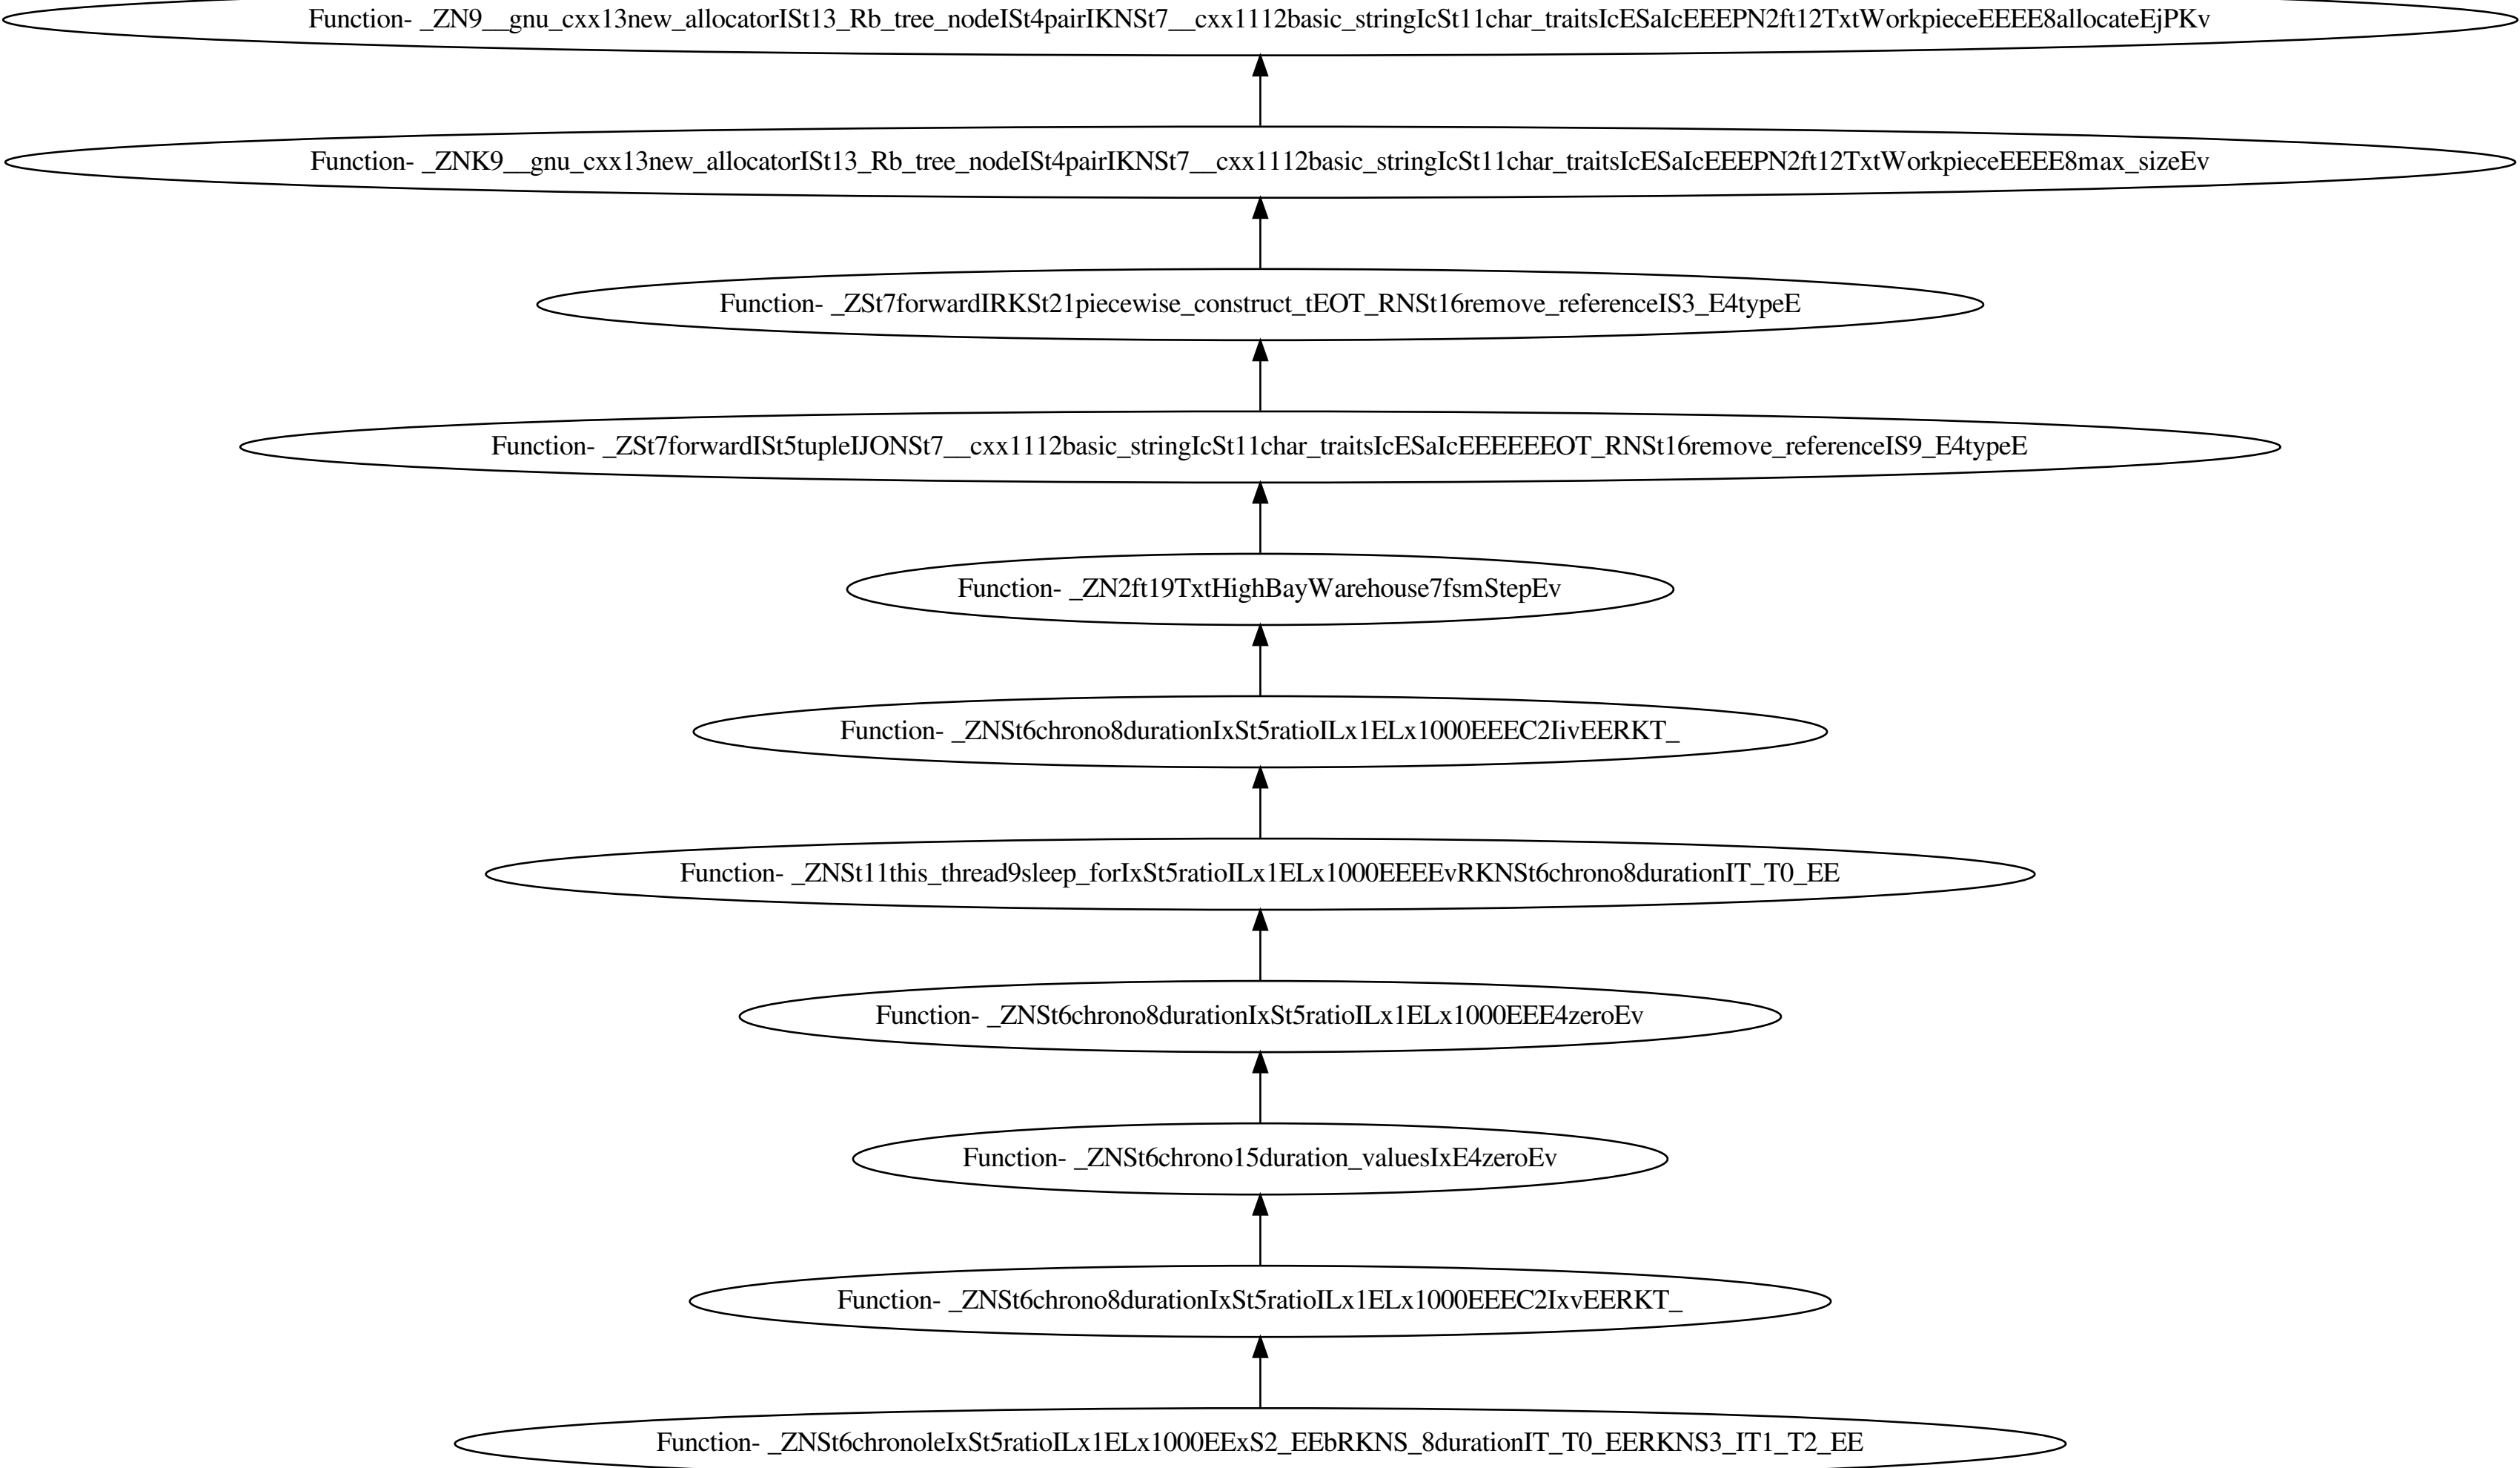 Function- _ZN9__gnu_cxx13new_allocatorISt13_Rb_tree_nodeISt4pairIKNSt7__cxx1112basic_stringIcSt11char_traitsIcESaIcEEEPN2ft12TxtWorkpieceEEEE8allocateEjPKv
Function- _ZNK9__gnu_cxx13new_allocatorISt13_Rb_tree_nodeISt4pairIKNSt7__cxx1112basic_stringIcSt11char_traitsIcESaIcEEEPN2ft12TxtWorkpieceEEEE8max_sizeEv
Function- _ZSt7forwardIRKSt21piecewise_construct_tEOT_RNSt16remove_referenceIS3_E4typeE
Function- _ZSt7forwardISt5tupleIJONSt7__cxx1112basic_stringIcSt11char_traitsIcESaIcEEEEEEOT_RNSt16remove_referenceIS9_E4typeE
Function- _ZN2ft19TxtHighBayWarehouse7fsmStepEv
Function- _ZNSt6chrono8durationIxSt5ratioILx1ELx1000EEEC2IivEERKT_
Function- _ZNSt11this_thread9sleep_forIxSt5ratioILx1ELx1000EEEEvRKNSt6chrono8durationIT_T0_EE
Function- _ZNSt6chrono8durationIxSt5ratioILx1ELx1000EEE4zeroEv
Function- _ZNSt6chrono15duration_valuesIxE4zeroEv
Function- _ZNSt6chrono8durationIxSt5ratioILx1ELx1000EEEC2IxvEERKT_
Function- _ZNSt6chronoleIxSt5ratioILx1ELx1000EExS2_EEbRKNS_8durationIT_T0_EERKNS3_IT1_T2_EE